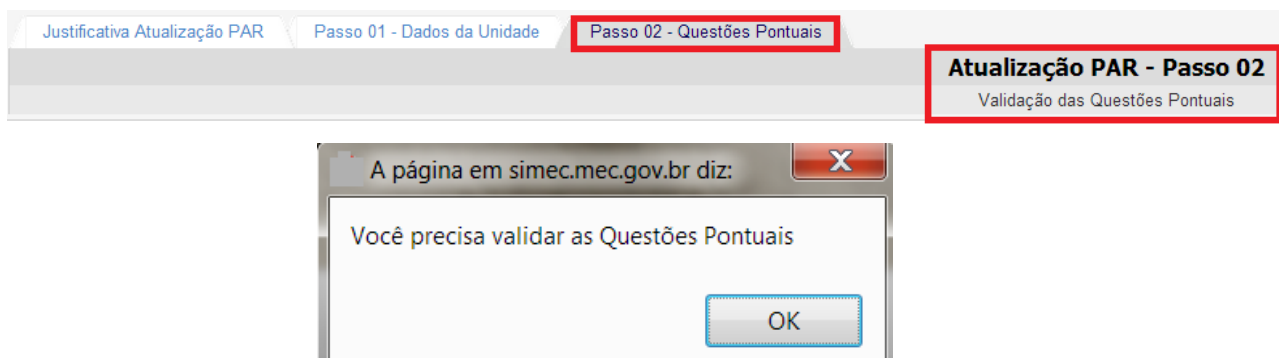 Justificativa Atualização PAR Passo 01 - Dados da Unidade Passo 02 - Questões Pontuais
Atualização PAR - Passo 02
Validação das Questões Pontuais
A página em simec.mec.gov.br diz:
X
Você precisa validar as Questões Pontuais
OK